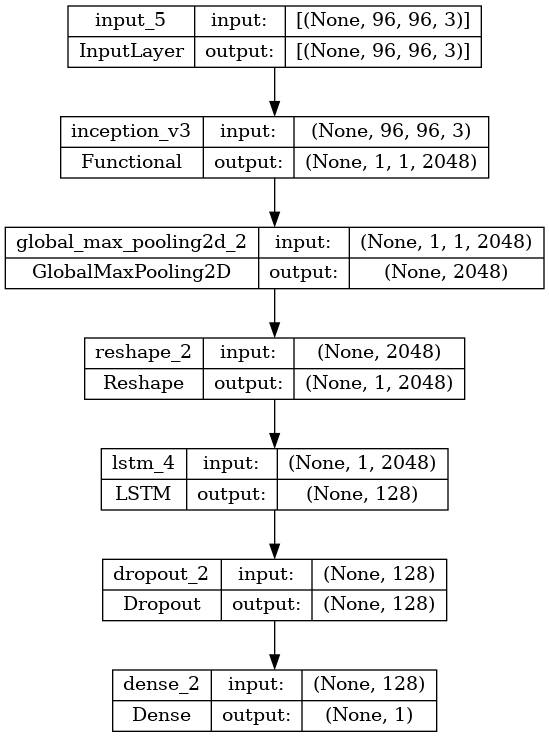 input_5 input: [(None, 96, 96, 3)]
InputLayer output: [(None, 96, 96, 3)]
inception_v3 input: (None, 96, 96, 3)
Functional output: (None, 1, 1, 2048)
global_max_pooling2d_2 input: (None, 1, 1, 2048)
GlobalMaxPooling2D output: (None, 2048)
reshape_2 input: (None, 2048)
Reshape output: (None, 1, 2048)
lstm_4 input: (None, 1, 2048)
LSTM output: (None, 128)
dropout_2 input: (None, 128)
Dropout output: (None, 128)
dense_2 input: (None, 128)
Dense output: (None, 1)